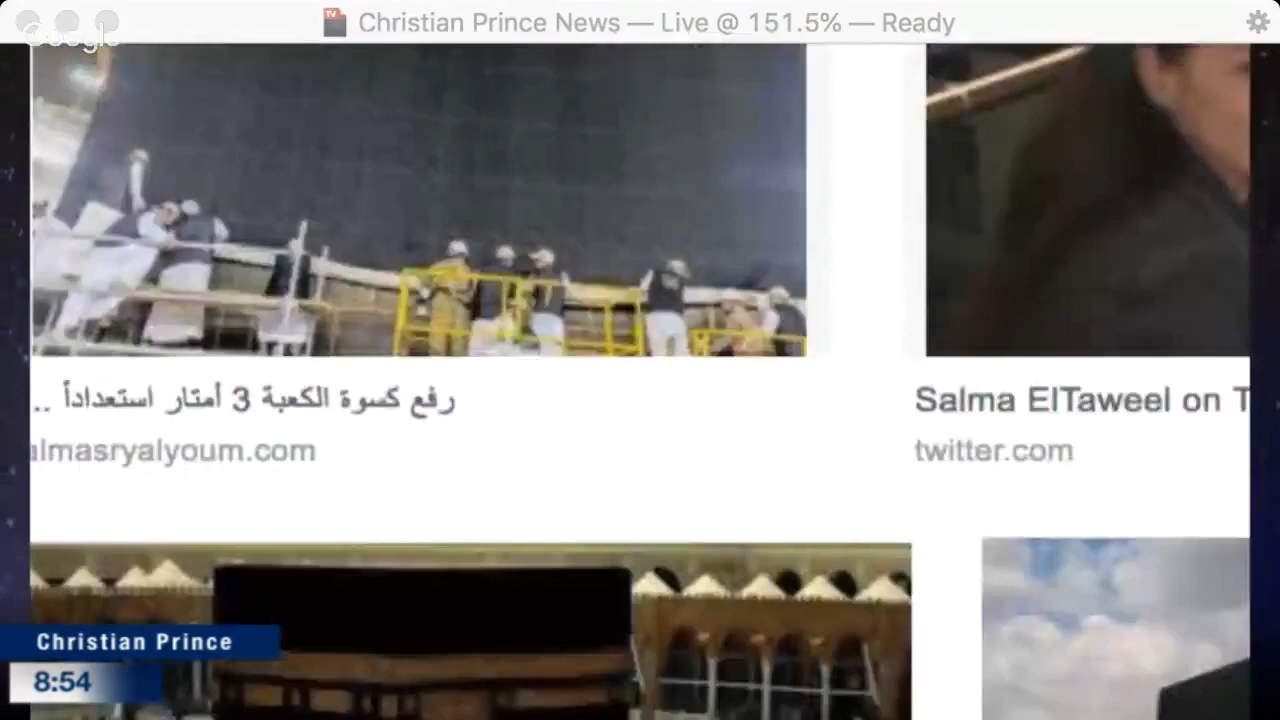 Christian Prince News — Live @ 151.5% — Ready
Google
رفع كسوة الكعبة 3 أمتار استعداداً ..
almasryalyoum.com
Salma ElTaweel on T
twitter.com
Christian Prince
8:54